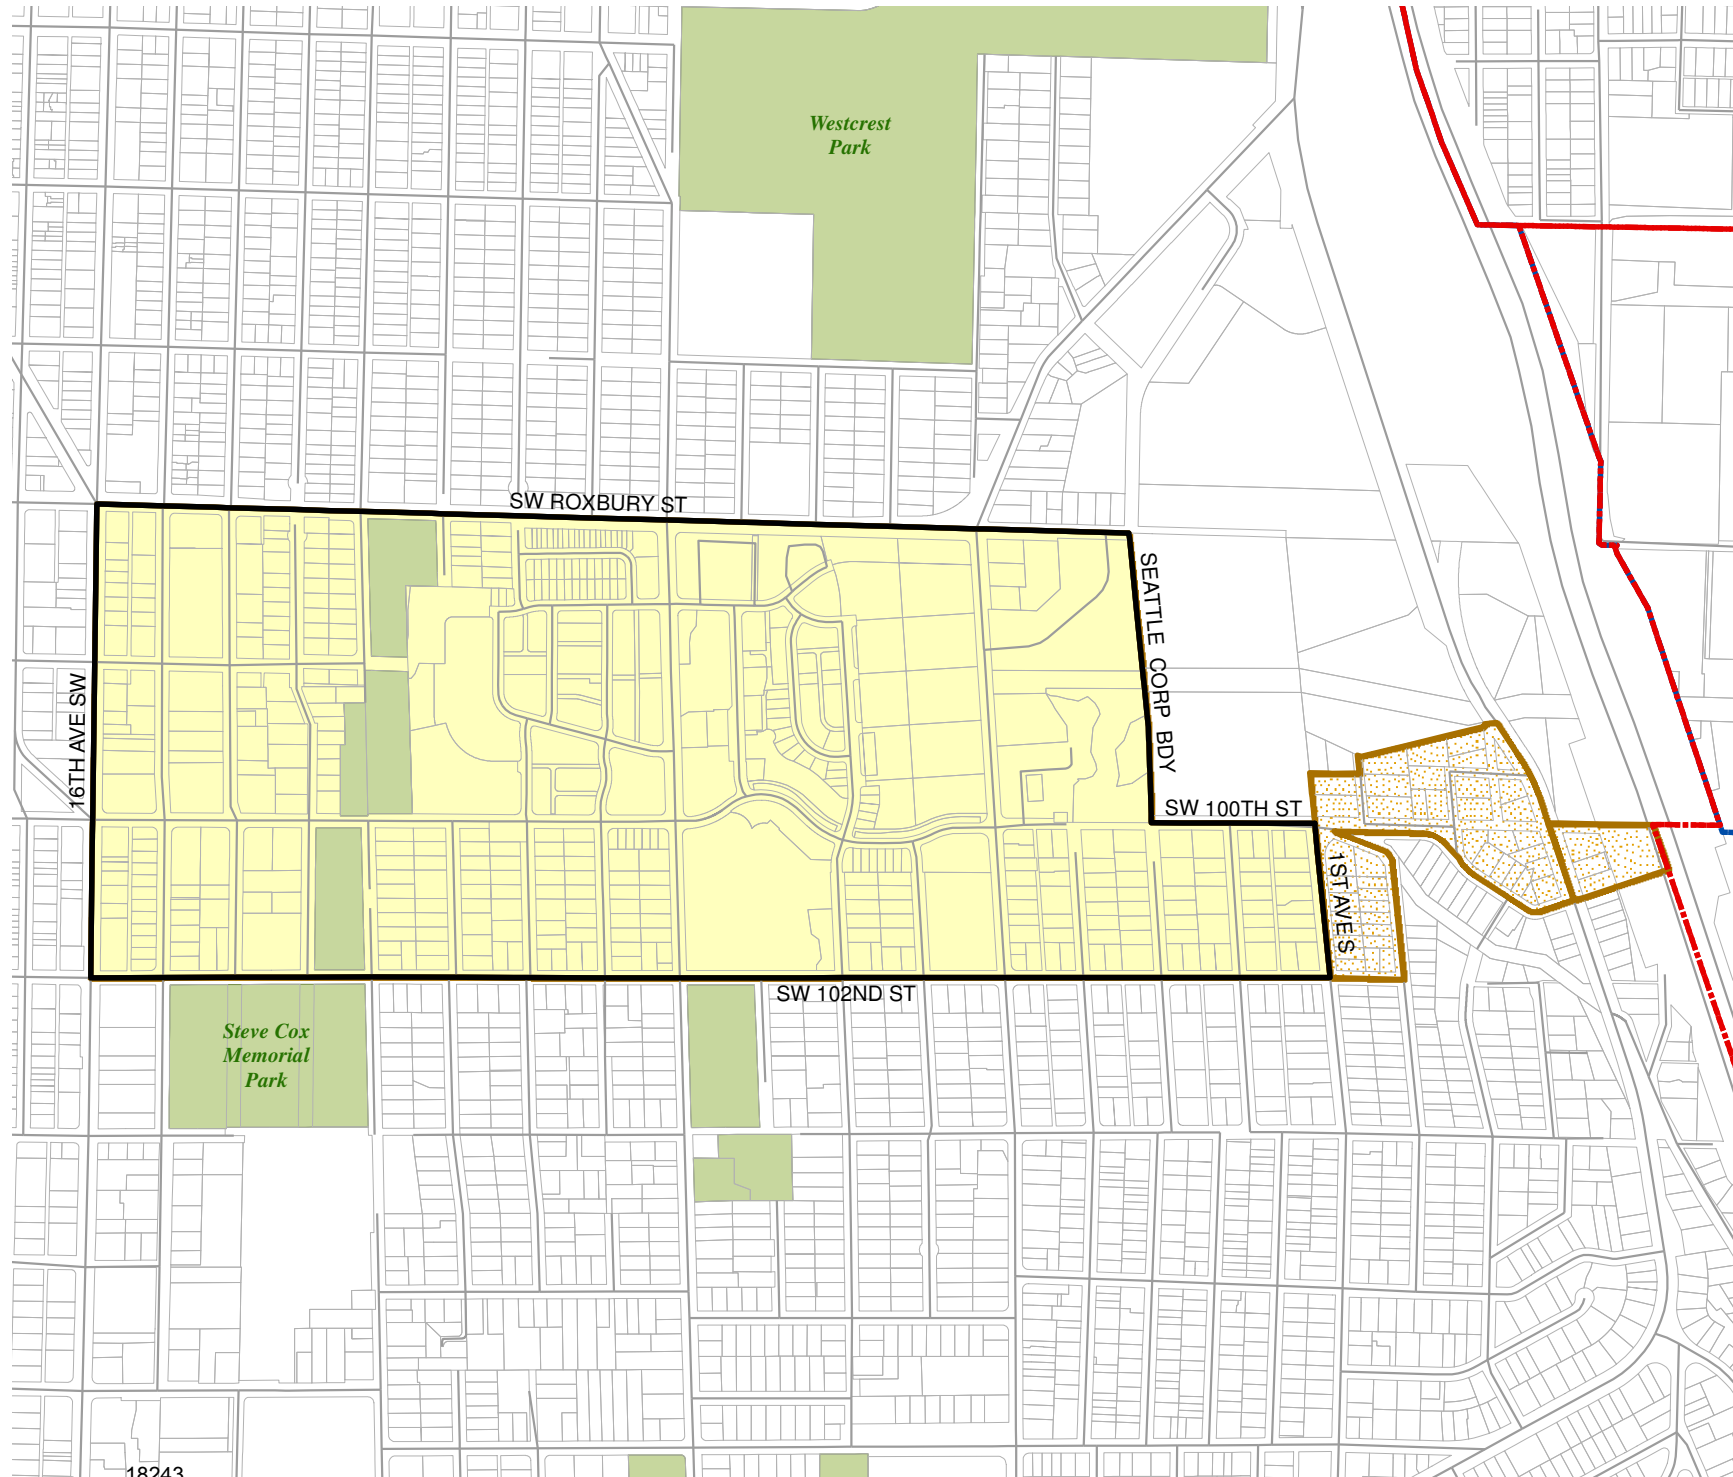 Westcrest
Park
SW ROXBURY ST
SEATTLE CORP BDY
16TH AVE SW
SW 100TH ST
1ST AVE S
SW 102ND ST
Steve Cox
Memorial
Park
18243